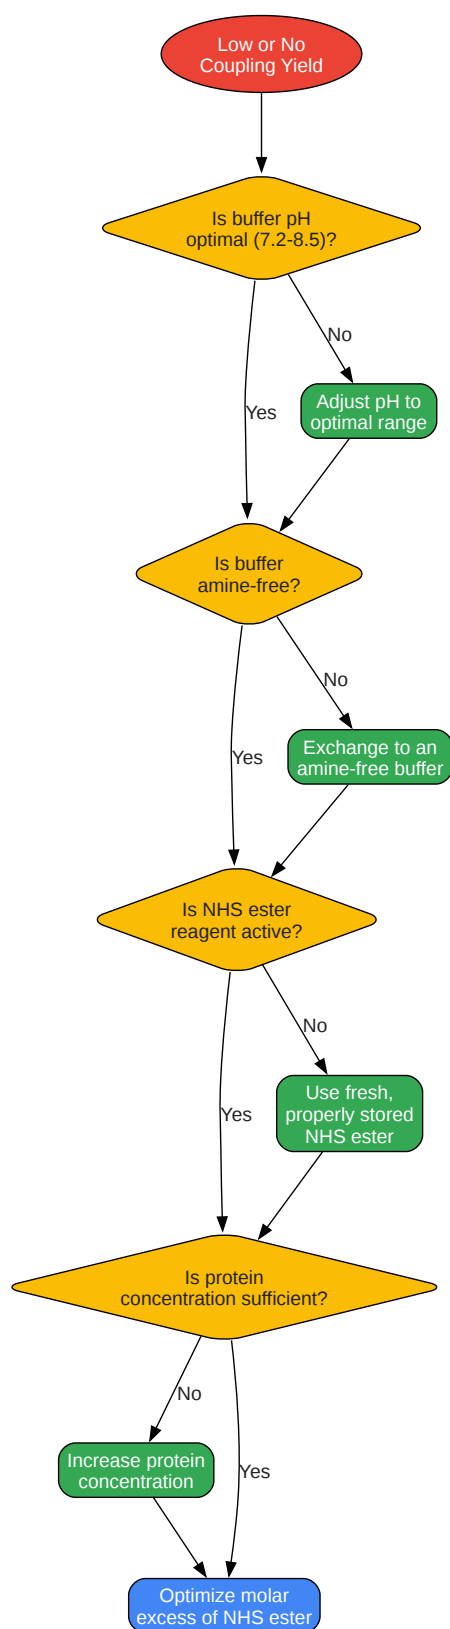 Low or No
Coupling Yield
Is buffer pH
optimal (7.2-8.5)?
No
Adjust pH to
optimal range
Yes
Is buffer
amine-free?
No
Exchange to an
amine-free buffer
Yes
Is NHS ester
reagent active?
No
Use fresh,
properly stored
NHS ester
Yes
Is protein
concentration sufficient?
No
Increase protein
concentration
Yes
Optimize molar
excess of NHS ester